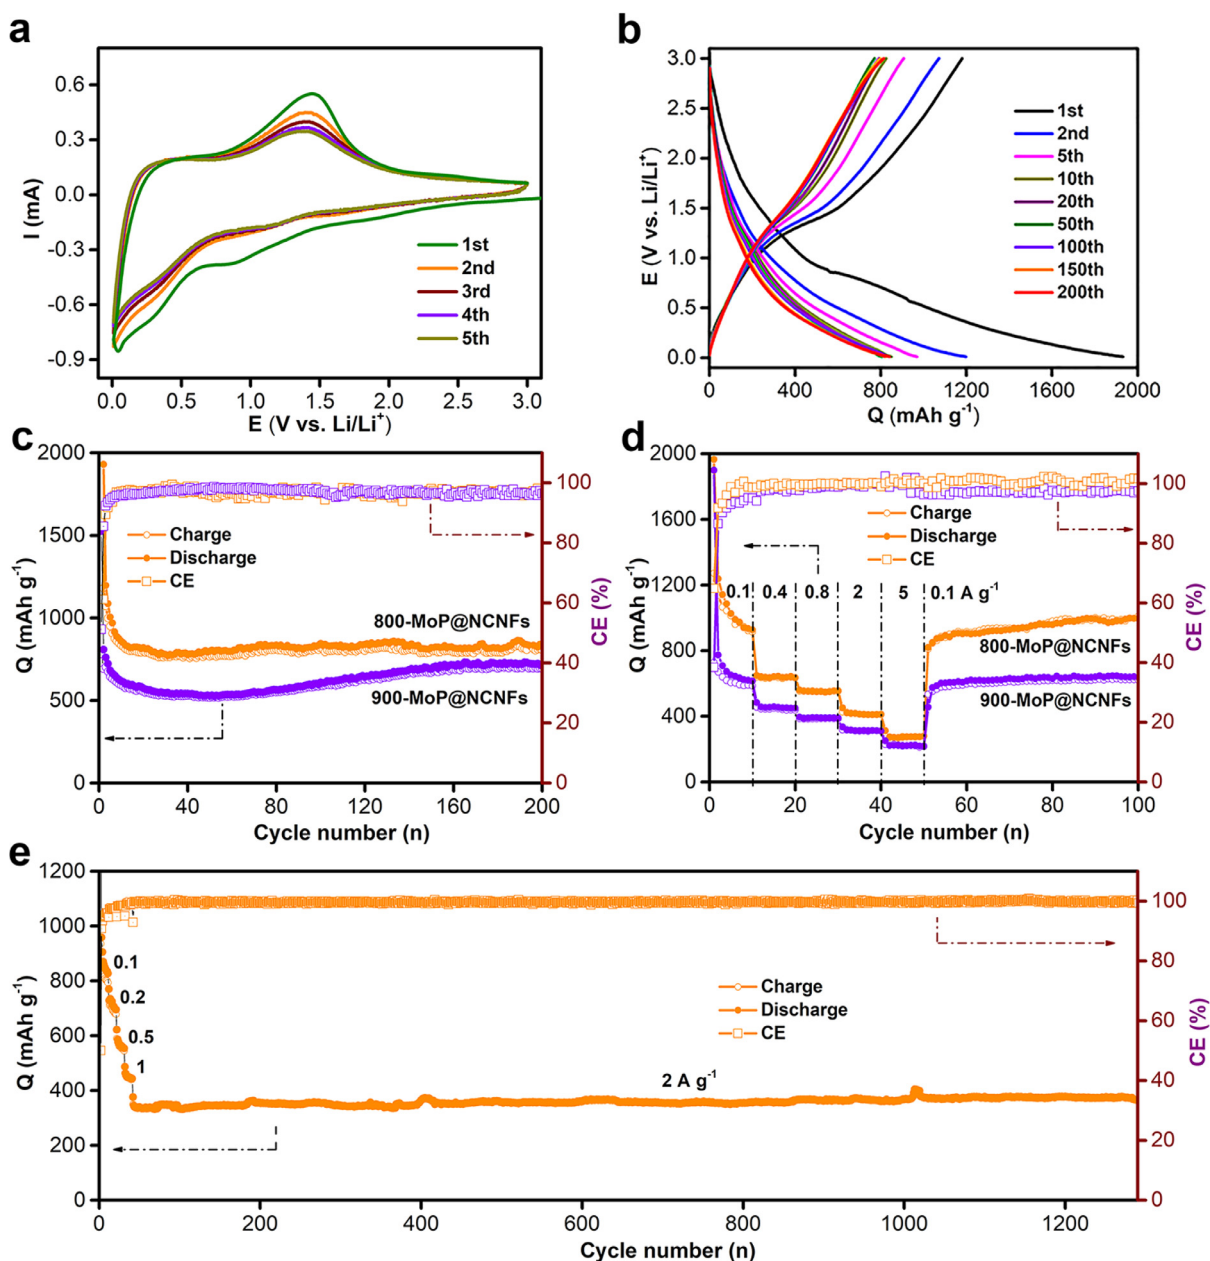 a
0.6
0.3
0.0
-0.3
-0.6
-0.9
I (mA)
1st
2nd
3rd
4th
5th
0.0 0.5 1.0 1.5 2.0 2.5 3.0
E (V vs. Li/Li⁺)
b
3.0
2.5
2.0
1.5
1.0
0.5
0.0
E (V vs. Li/Li⁺)
1st
2nd
5th
10th
20th
50th
100th
150th
200th
0 400 800 1200 1600 2000
Q (mAh g⁻¹)
c
2000
1500
1000
500
0
Q (mAh g⁻¹)
Charge
Discharge
CE
800-MoP@NCNFs
900-MoP@NCNFs
100
80
60
40
20
0
CE (%)
0 40 80 120 160 200
Cycle number (n)
d
2000
1600
1200
800
400
0
Q (mAh g⁻¹)
Charge
Discharge
CE
0.1 0.4 0.8 2 5 0.1 A g⁻¹
800-MoP@NCNFs
900-MoP@NCNFs
100
80
60
40
20
0
CE (%)
0 20 40 60 80 100
Cycle number (n)
e
1200
1000
800
600
400
200
0
Q (mAh g⁻¹)
0.1
0.2
0.5
1
2 A g⁻¹
Charge
Discharge
CE
100
80
60
40
20
0
CE (%)
0 200 400 600 800 1000 1200
Cycle number (n)